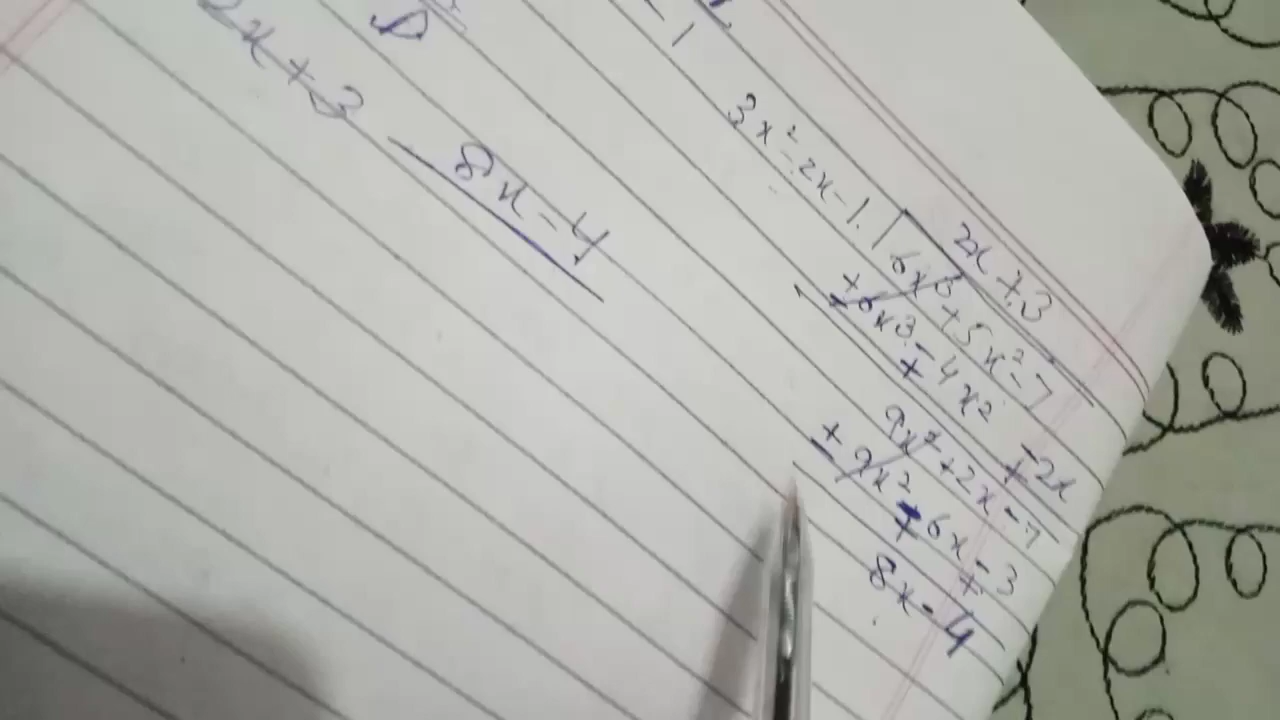 - 1
2x + 3
8x - 4
2x + 3
3x² - 2x - 1 | 6x³ + 5x² - 7
6x³ - 4x² - 2x
+ +
9x² + 2x - 7
9x² - 6x - 3
+ +
8x - 4